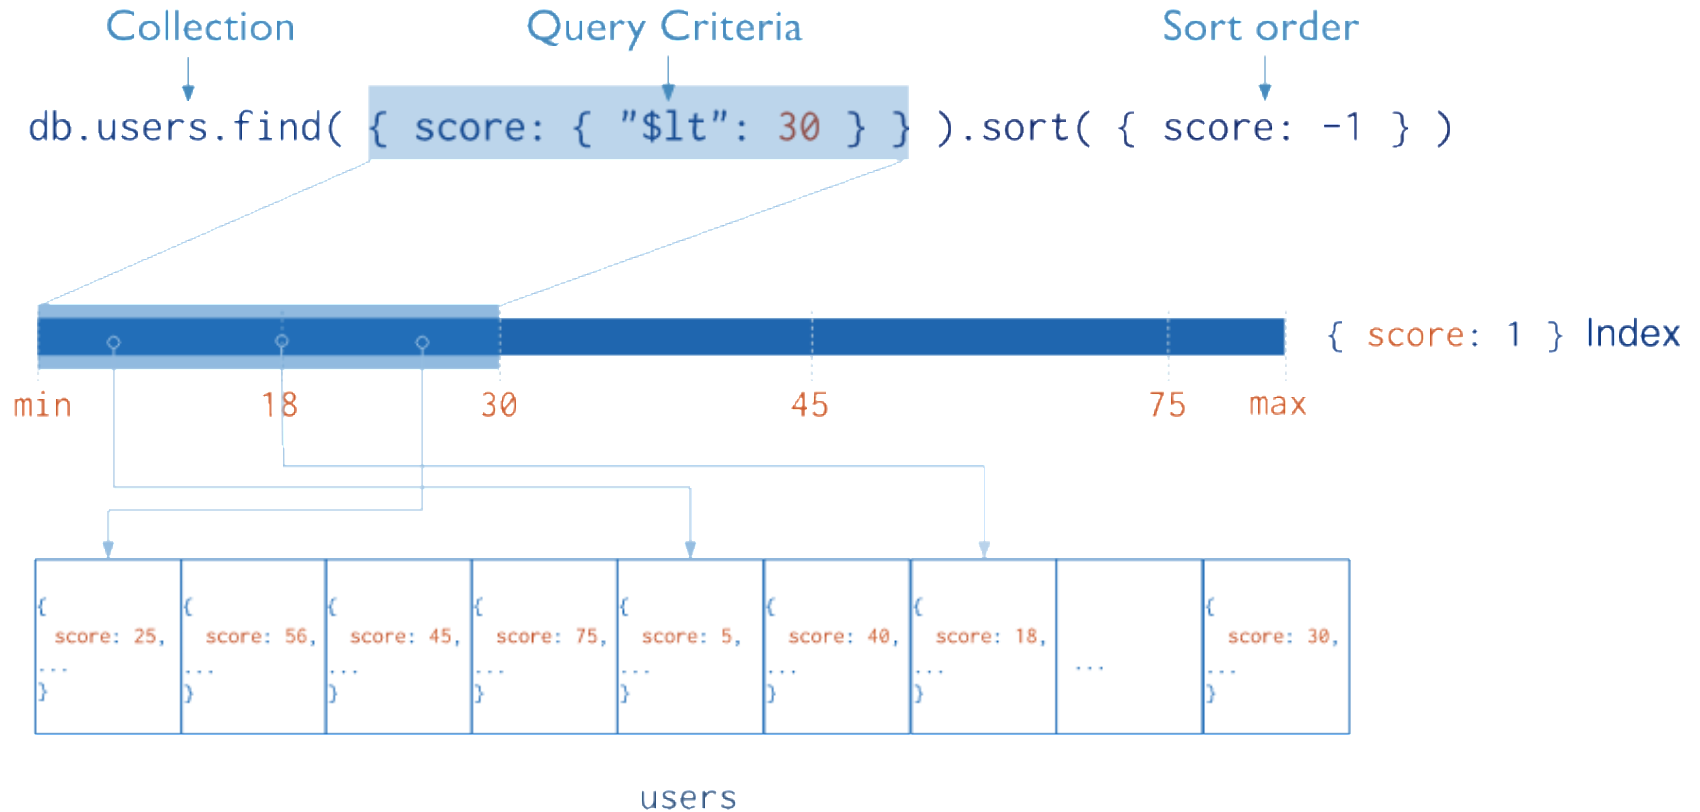 Collection Query Criteria Sort order
db.users.find( { score: { "$lt": 30 } } ).sort( { score: -1 } )
{ score: 1 } Index
min 18 30 45 75 max
{ { { { { { { {
score: 25, score: 56, score: 45, score: 75, score: 5, score: 40, score: 18, score: 30,
... ... ... ... ... ... ... ... ...
} } } } } } } }
users